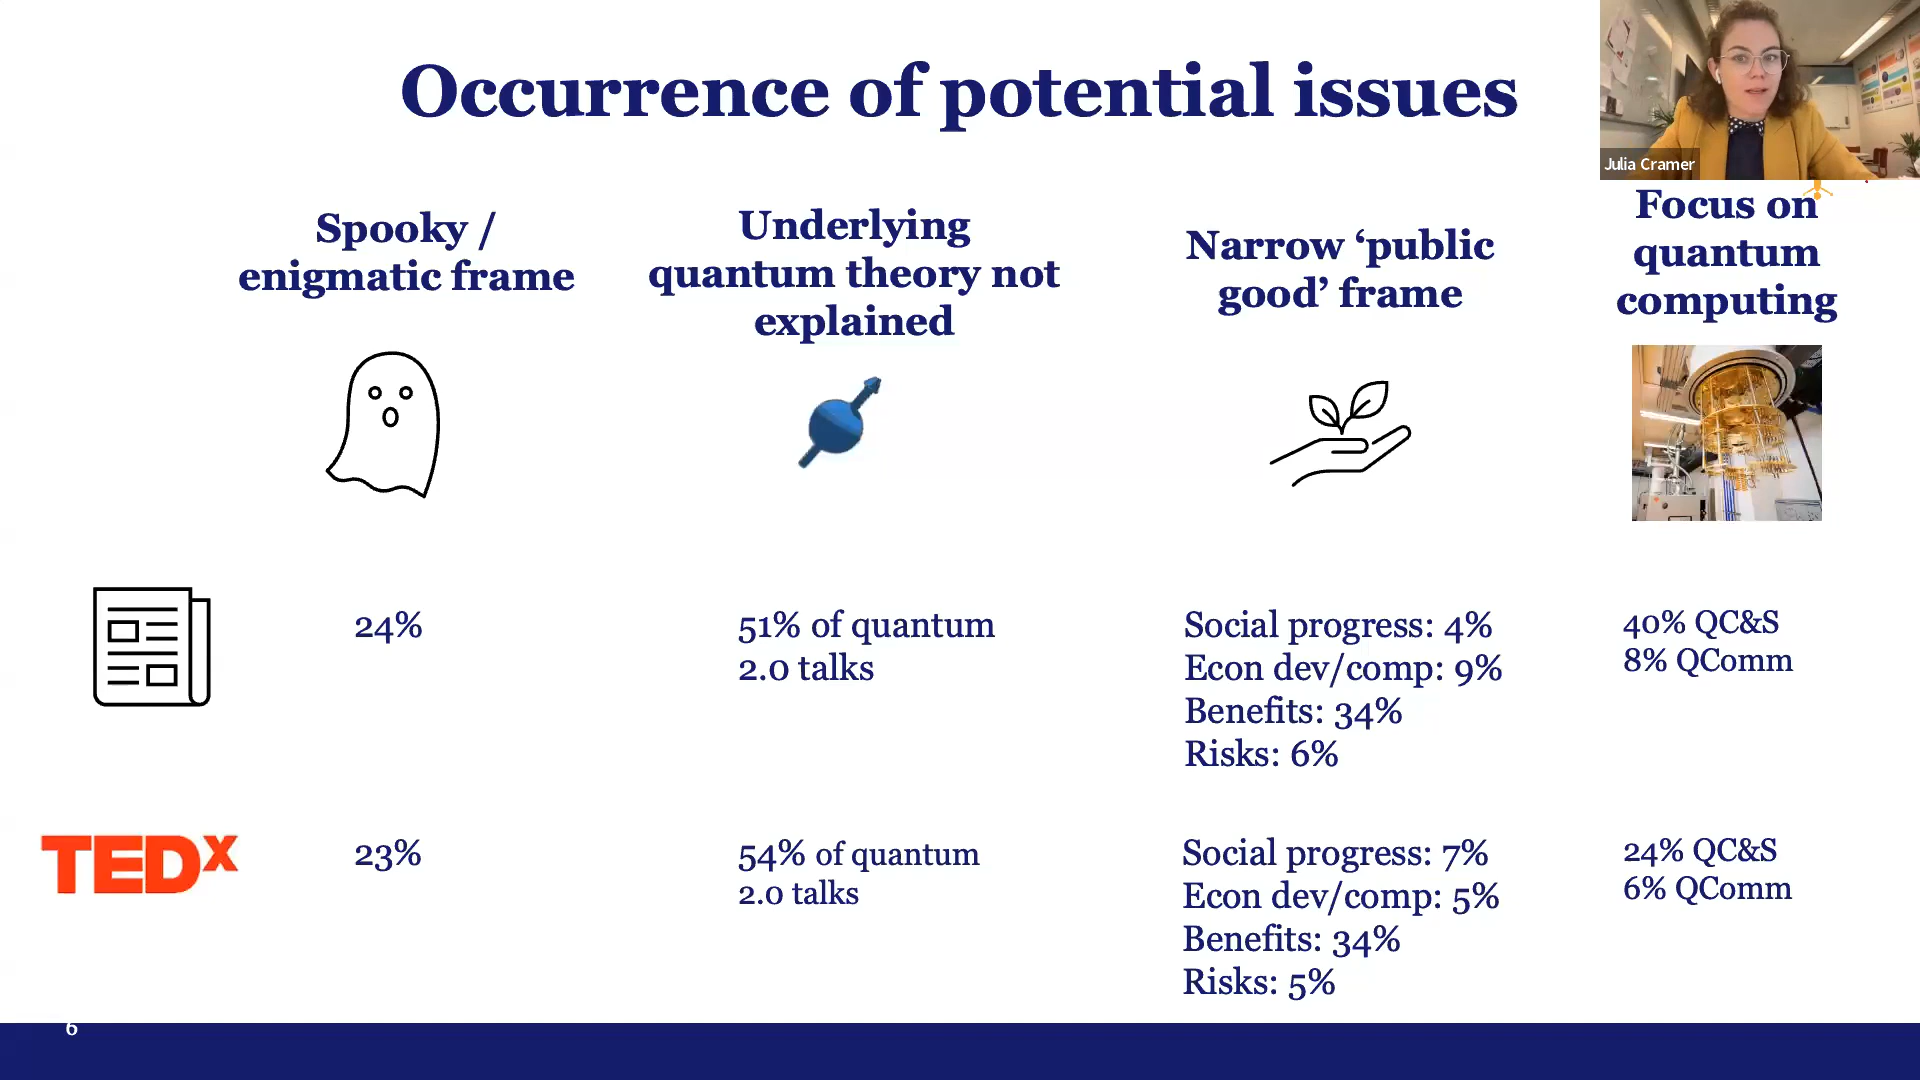 Occurrence of potential issues
Julia Cramer
Spooky /
enigmatic frame
Underlying
quantum theory not
explained
Narrow ‘public
good’ frame
Focus on
quantum
computing
24%
51% of quantum
2.0 talks
Social progress: 4%
Econ dev/comp: 9%
Benefits: 34%
Risks: 6%
40% QC&S
8% QComm
TEDx
23%
54% of quantum
2.0 talks
Social progress: 7%
Econ dev/comp: 5%
Benefits: 34%
Risks: 5%
24% QC&S
6% QComm
6